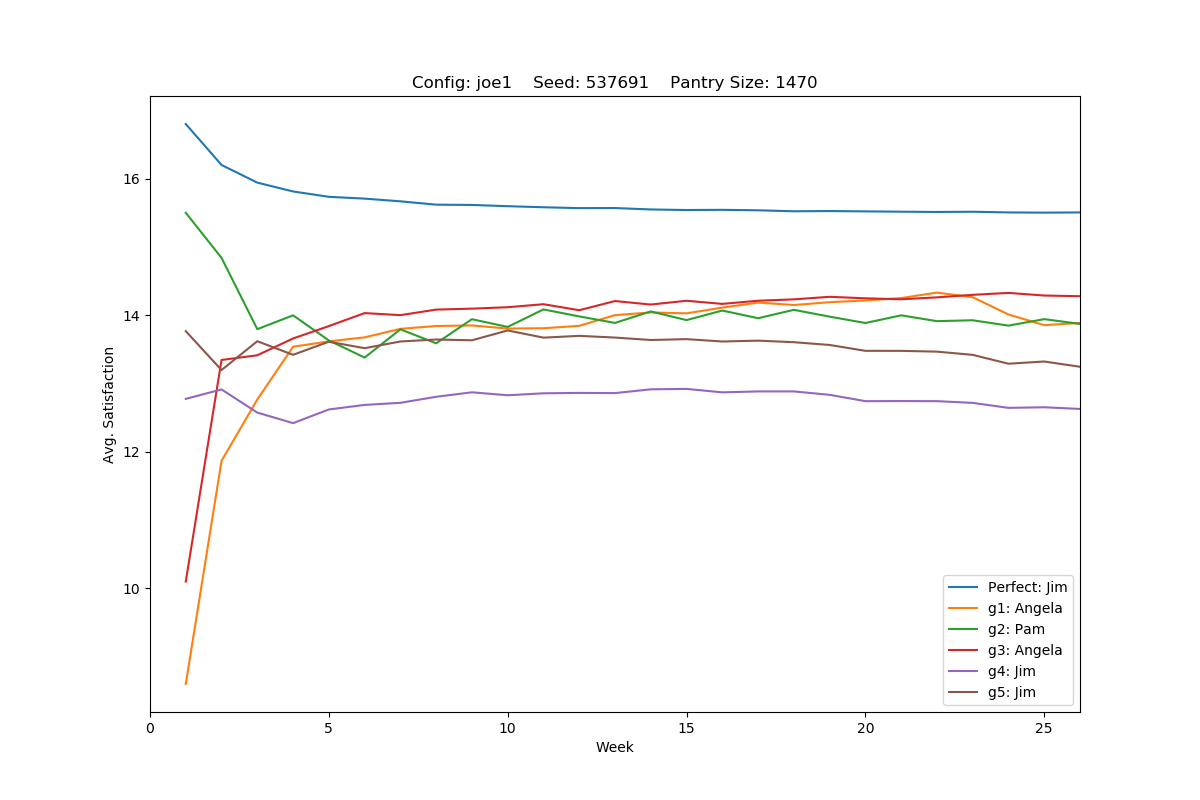 Config: joe1    Seed: 537691    Pantry Size: 1470
16
14
12
10
Avg. Satisfaction
0 5 10 15 20 25
Week
Perfect: Jim
g1: Angela
g2: Pam
g3: Angela
g4: Jim
g5: Jim